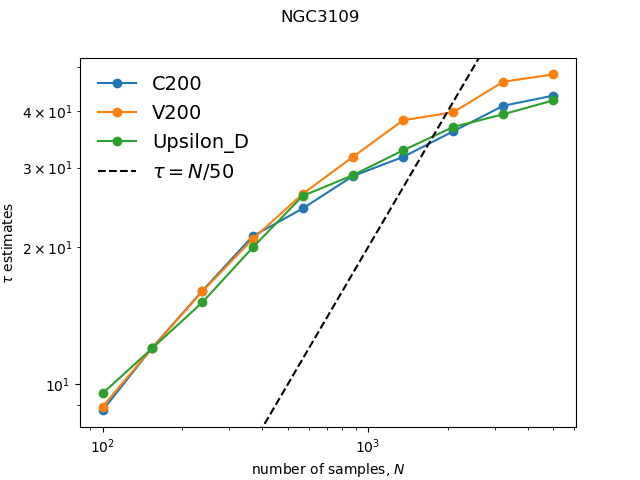 NGC3109
C200
V200
Upsilon_D
τ = N/50
4 × 10¹
3 × 10¹
2 × 10¹
10¹
τ estimates
10² 10³
number of samples, N